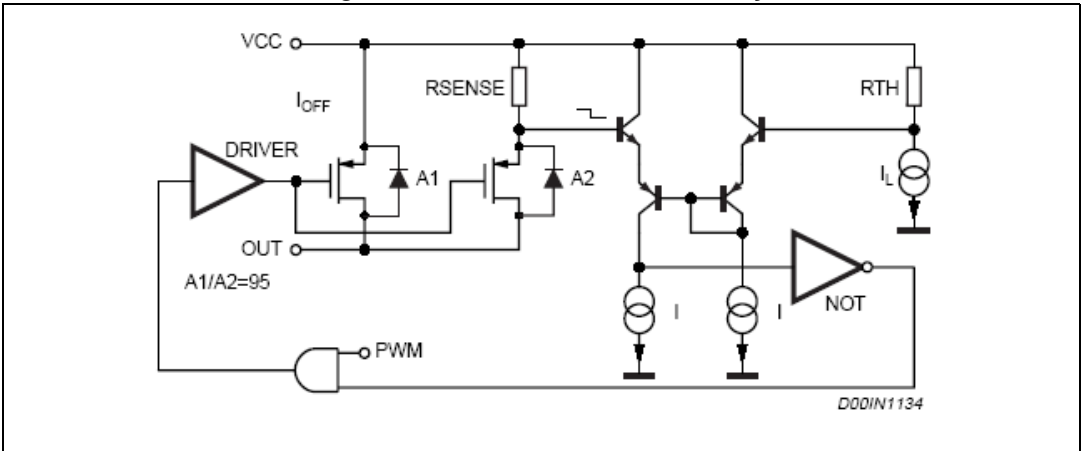 VCC
RSENSE
RTH
IOFF
DRIVER
A1
A2
IL
OUT
A1/A2=95
I
I
NOT
PWM
D00IN1134